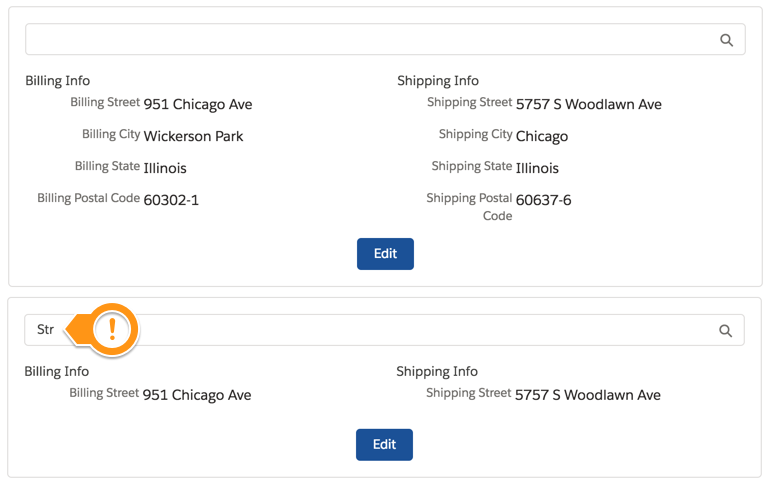 Billing Info Shipping Info
Billing Street 951 Chicago Ave Shipping Street 5757 S Woodlawn Ave
Billing City Wickerson Park Shipping City Chicago
Billing State Illinois Shipping State Illinois
Billing Postal Code 60302-1 Shipping Postal 60637-6
Code
Edit
Str !
Billing Info Shipping Info
Billing Street 951 Chicago Ave Shipping Street 5757 S Woodlawn Ave
Edit